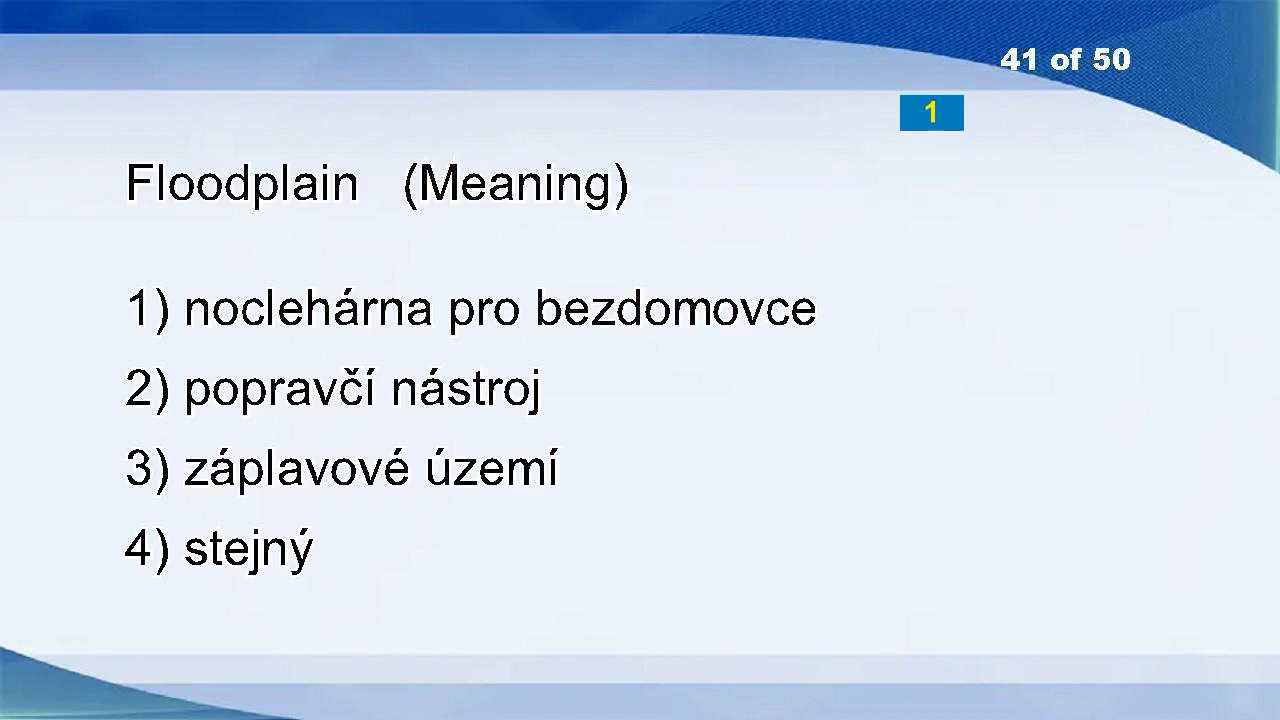 41 of 50
1
Floodplain (Meaning)
1) noclehárna pro bezdomovce
2) popravčí nástroj
3) záplavové území
4) stejný